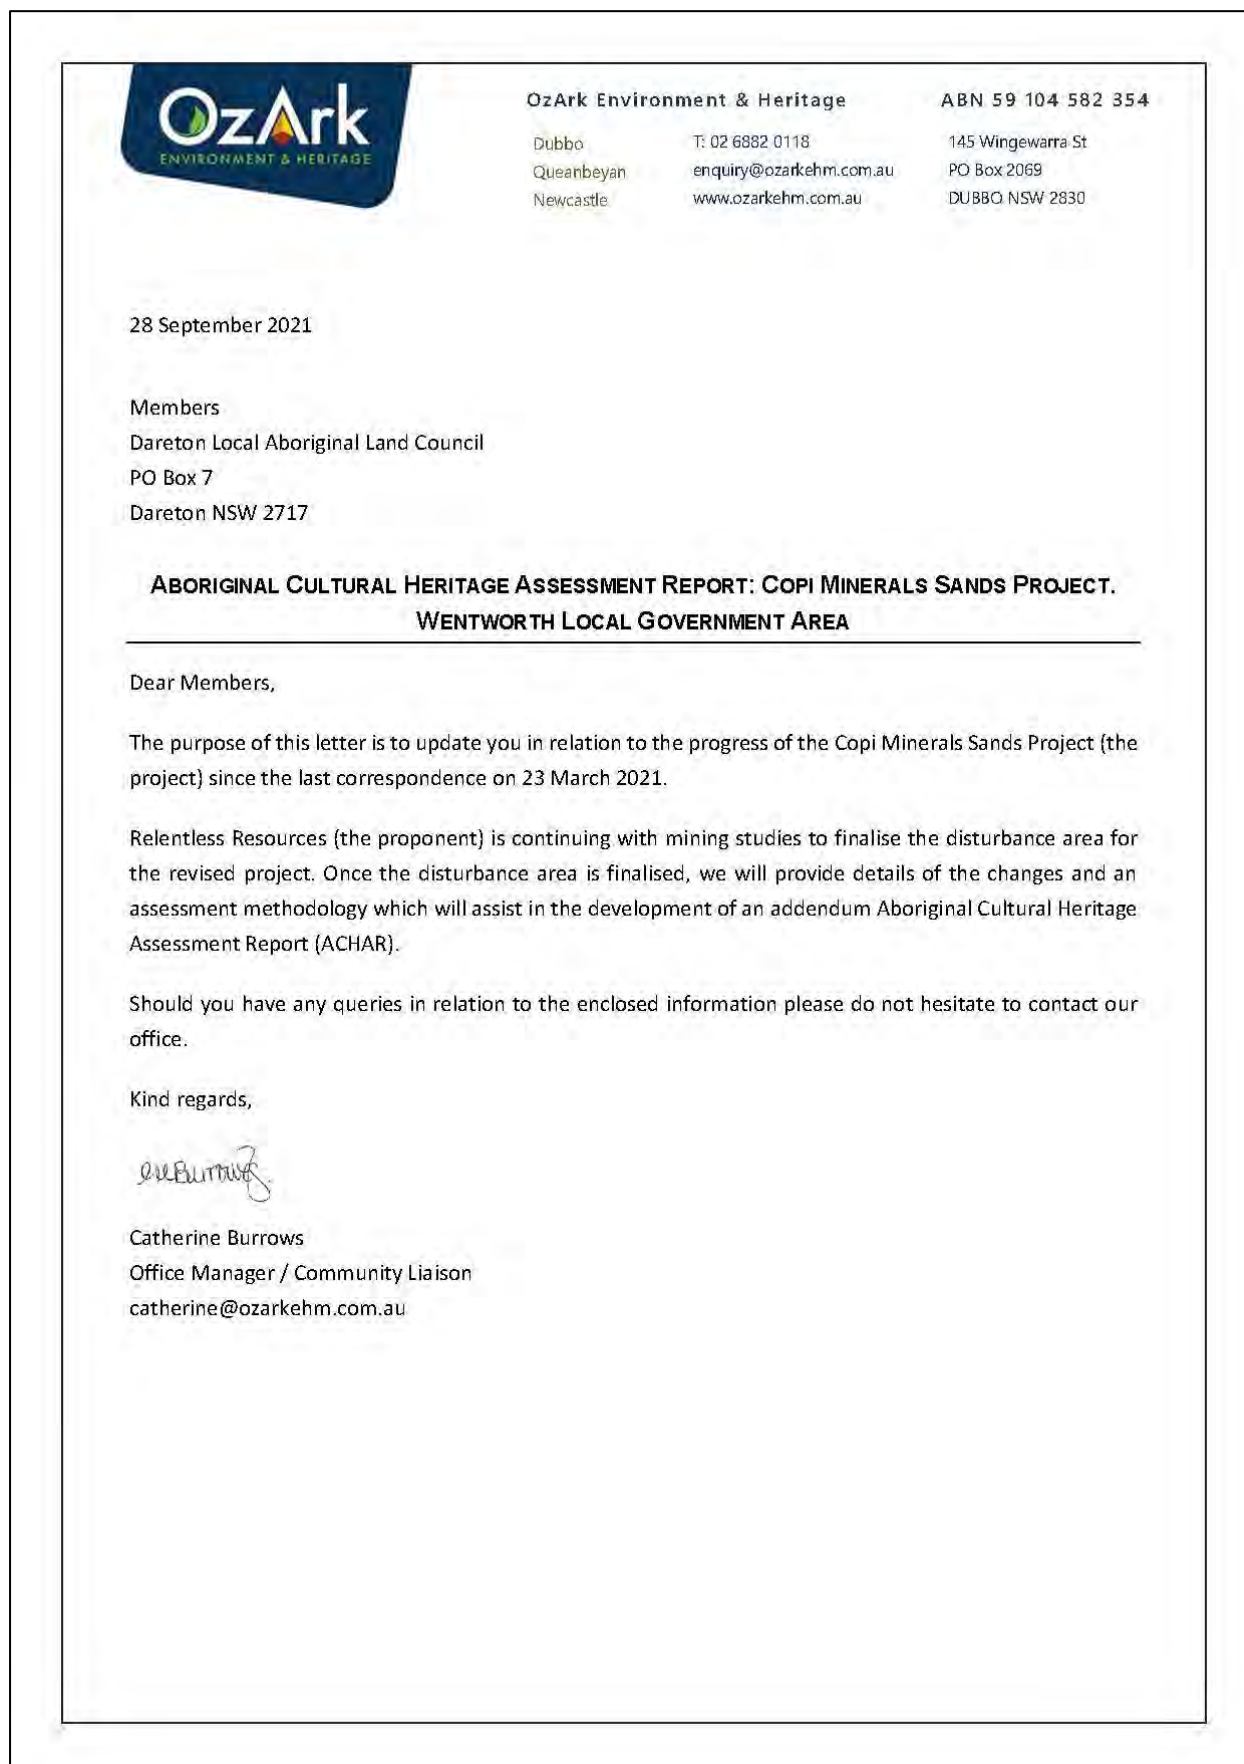 OzArk
ENVIRONMENT & HERITAGE
OzArk Environment & Heritage
ABN 59 104 582 354
Dubbo
T: 02 6882 0118
145 Wingewarra St
Queanbeyan
enquiry@ozarkehm.com.au
PO Box 2069
Newcastle
www.ozarkehm.com.au
DUBBO NSW 2830
28 September 2021
Members
Dareton Local Aboriginal Land Council
PO Box 7
Dareton NSW 2717
ABORIGINAL CULTURAL HERITAGE ASSESSMENT REPORT: COPI MINERALS SANDS PROJECT.
WENTWORTH LOCAL GOVERNMENT AREA
Dear Members,
The purpose of this letter is to update you in relation to the progress of the Copi Minerals Sands Project (the
project) since the last correspondence on 23 March 2021.
Relentless Resources (the proponent) is continuing with mining studies to finalise the disturbance area for
the revised project. Once the disturbance area is finalised, we will provide details of the changes and an
assessment methodology which will assist in the development of an addendum Aboriginal Cultural Heritage
Assessment Report (ACHAR).
Should you have any queries in relation to the enclosed information please do not hesitate to contact our
office.
Kind regards,
Catherine Burrows
Office Manager / Community Liaison
catherine@ozarkehm.com.au